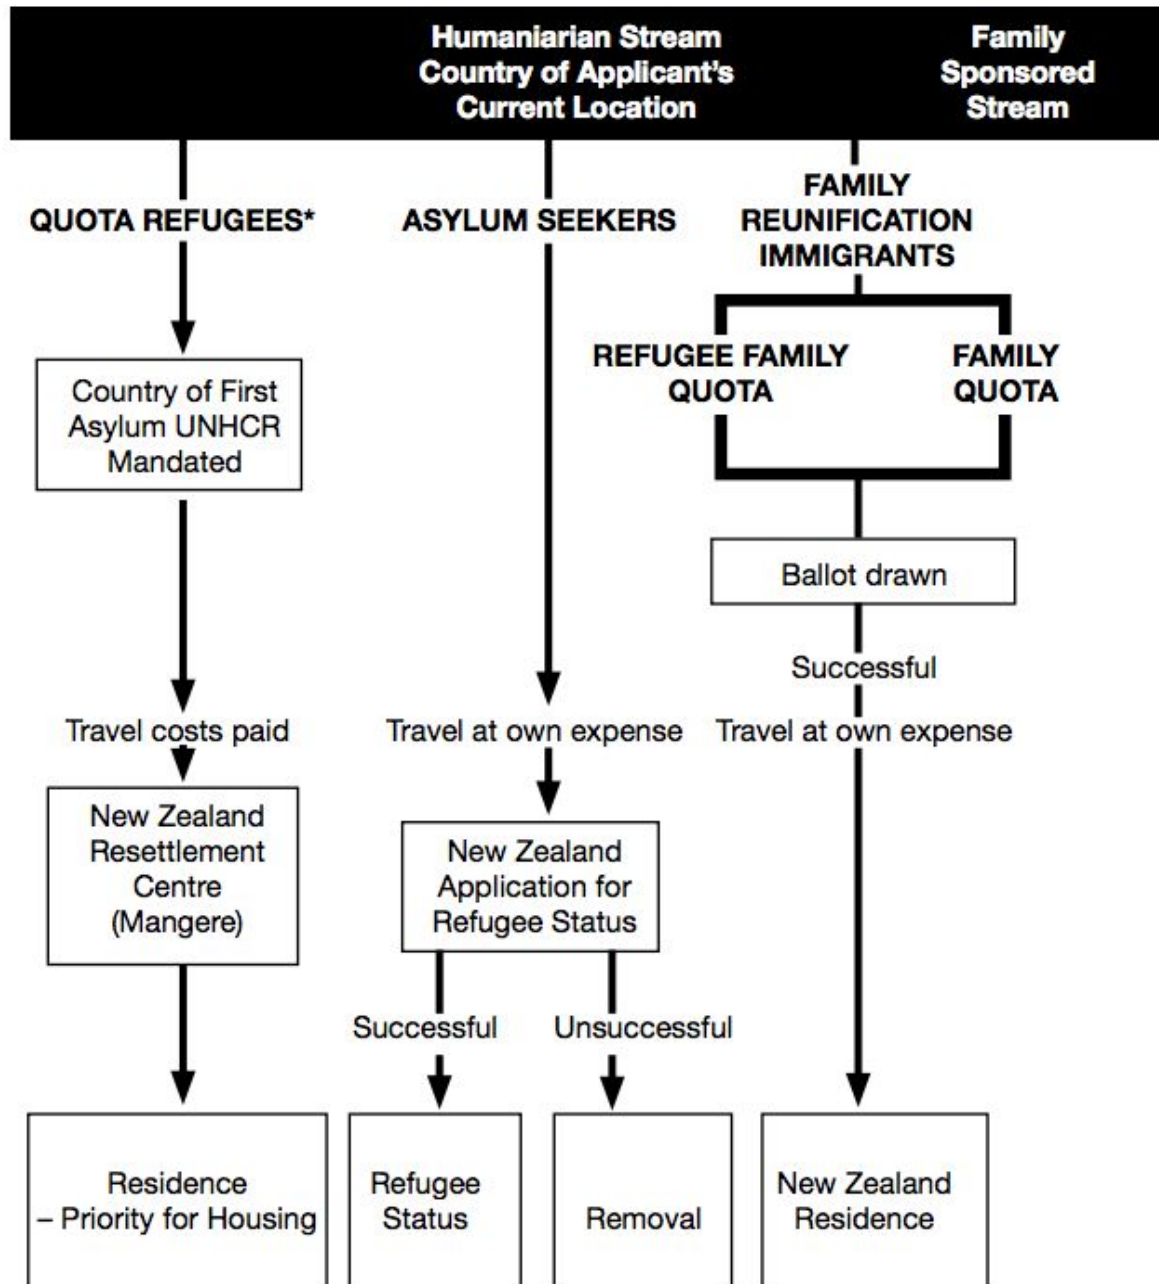 Humaniarian Stream
Country of Applicant's
Current Location
Family
Sponsored
Stream
QUOTA REFUGEES*
ASYLUM SEEKERS
FAMILY
REUNIFICATION
IMMIGRANTS
REFUGEE FAMILY
QUOTA
FAMILY
QUOTA
Country of First
Asylum UNHCR
Mandated
Ballot drawn
Successful
Travel costs paid
Travel at own expense
Travel at own expense
New Zealand
Resettlement
Centre
(Mangere)
New Zealand
Application for
Refugee Status
Successful
Unsuccessful
Residence
– Priority for Housing
Refugee
Status
Removal
New Zealand
Residence